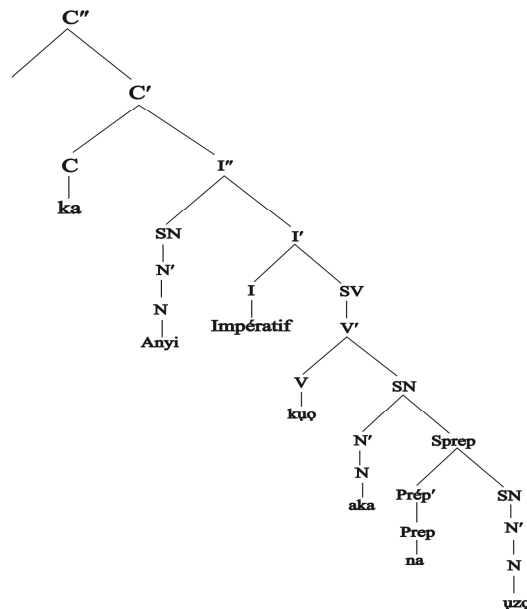 C″
C′
C I″
ka
SN I′
N′
N I SV
Anyi Impératif V′
V SN
kụọ
N′ Sprep
N
aka Prép′ SN
Prep N′
na N
ụzọ